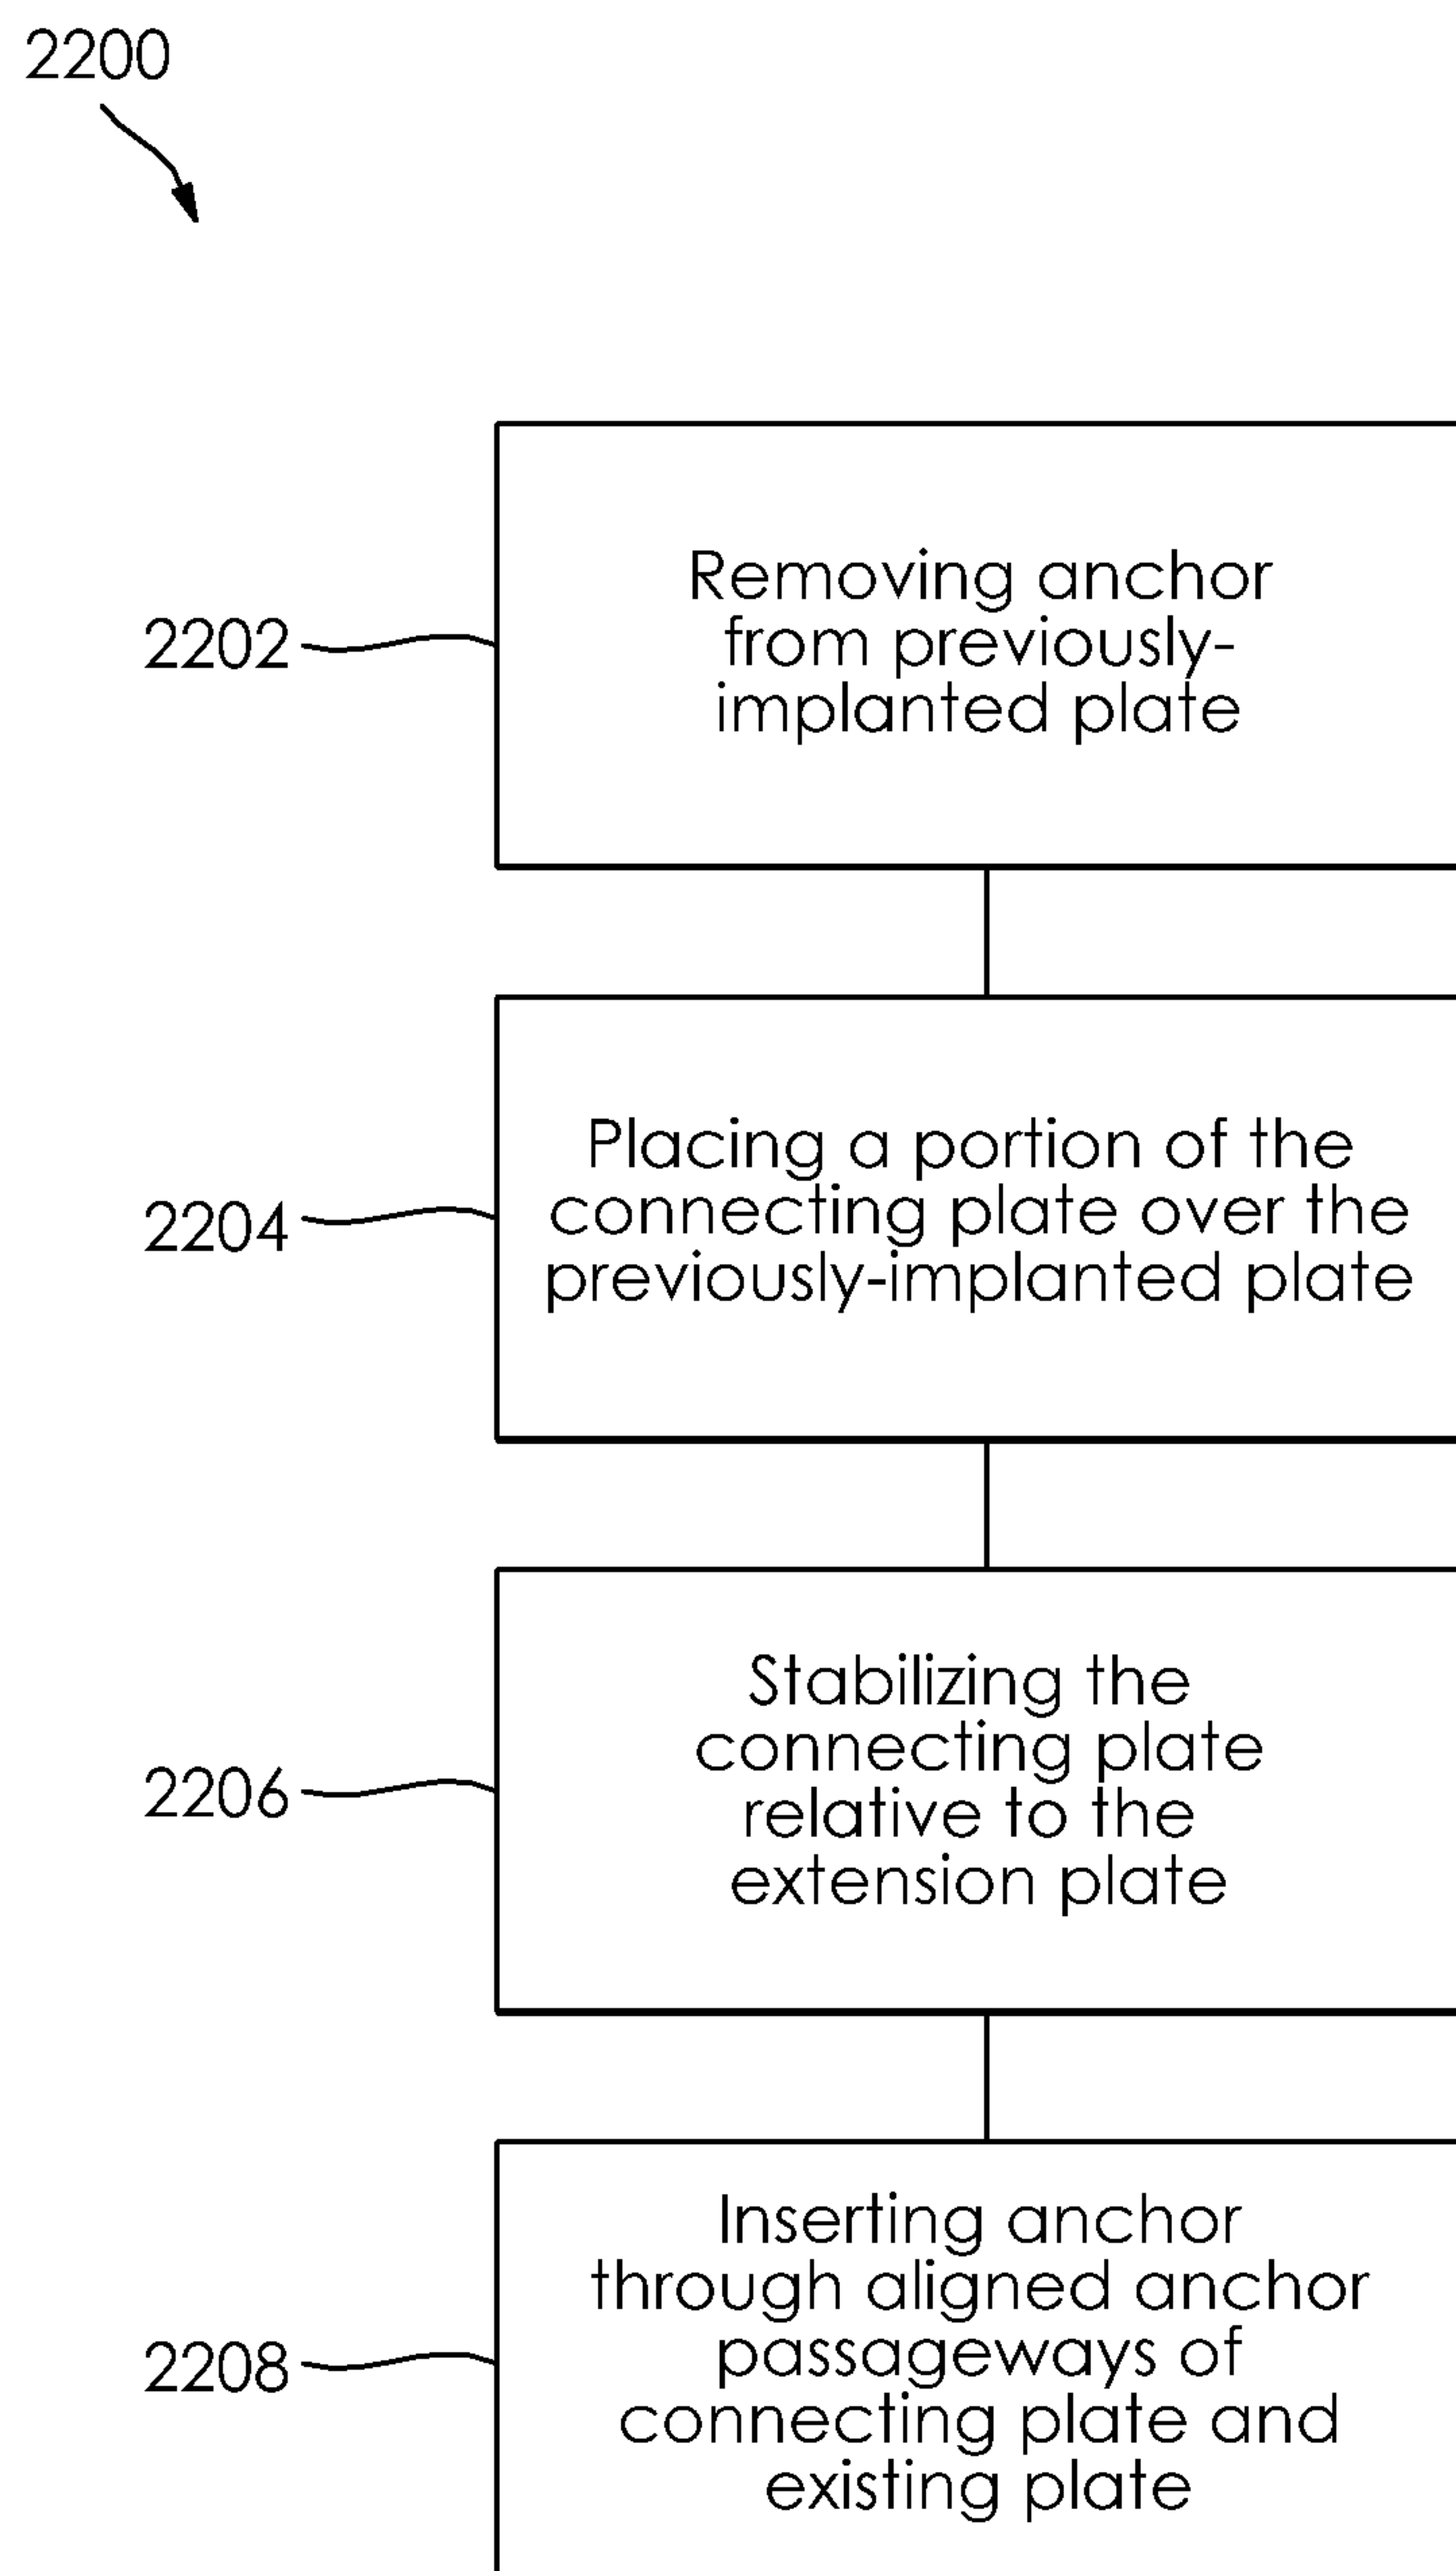 2200
2202
Removing anchor
from previously-
implanted plate
2204
Placing a portion of the
connecting plate over the
previously-implanted plate
2206
Stabilizing the
connecting plate
relative to the
extension plate
2208
Inserting anchor
through aligned anchor
passageways of
connecting plate and
existing plate